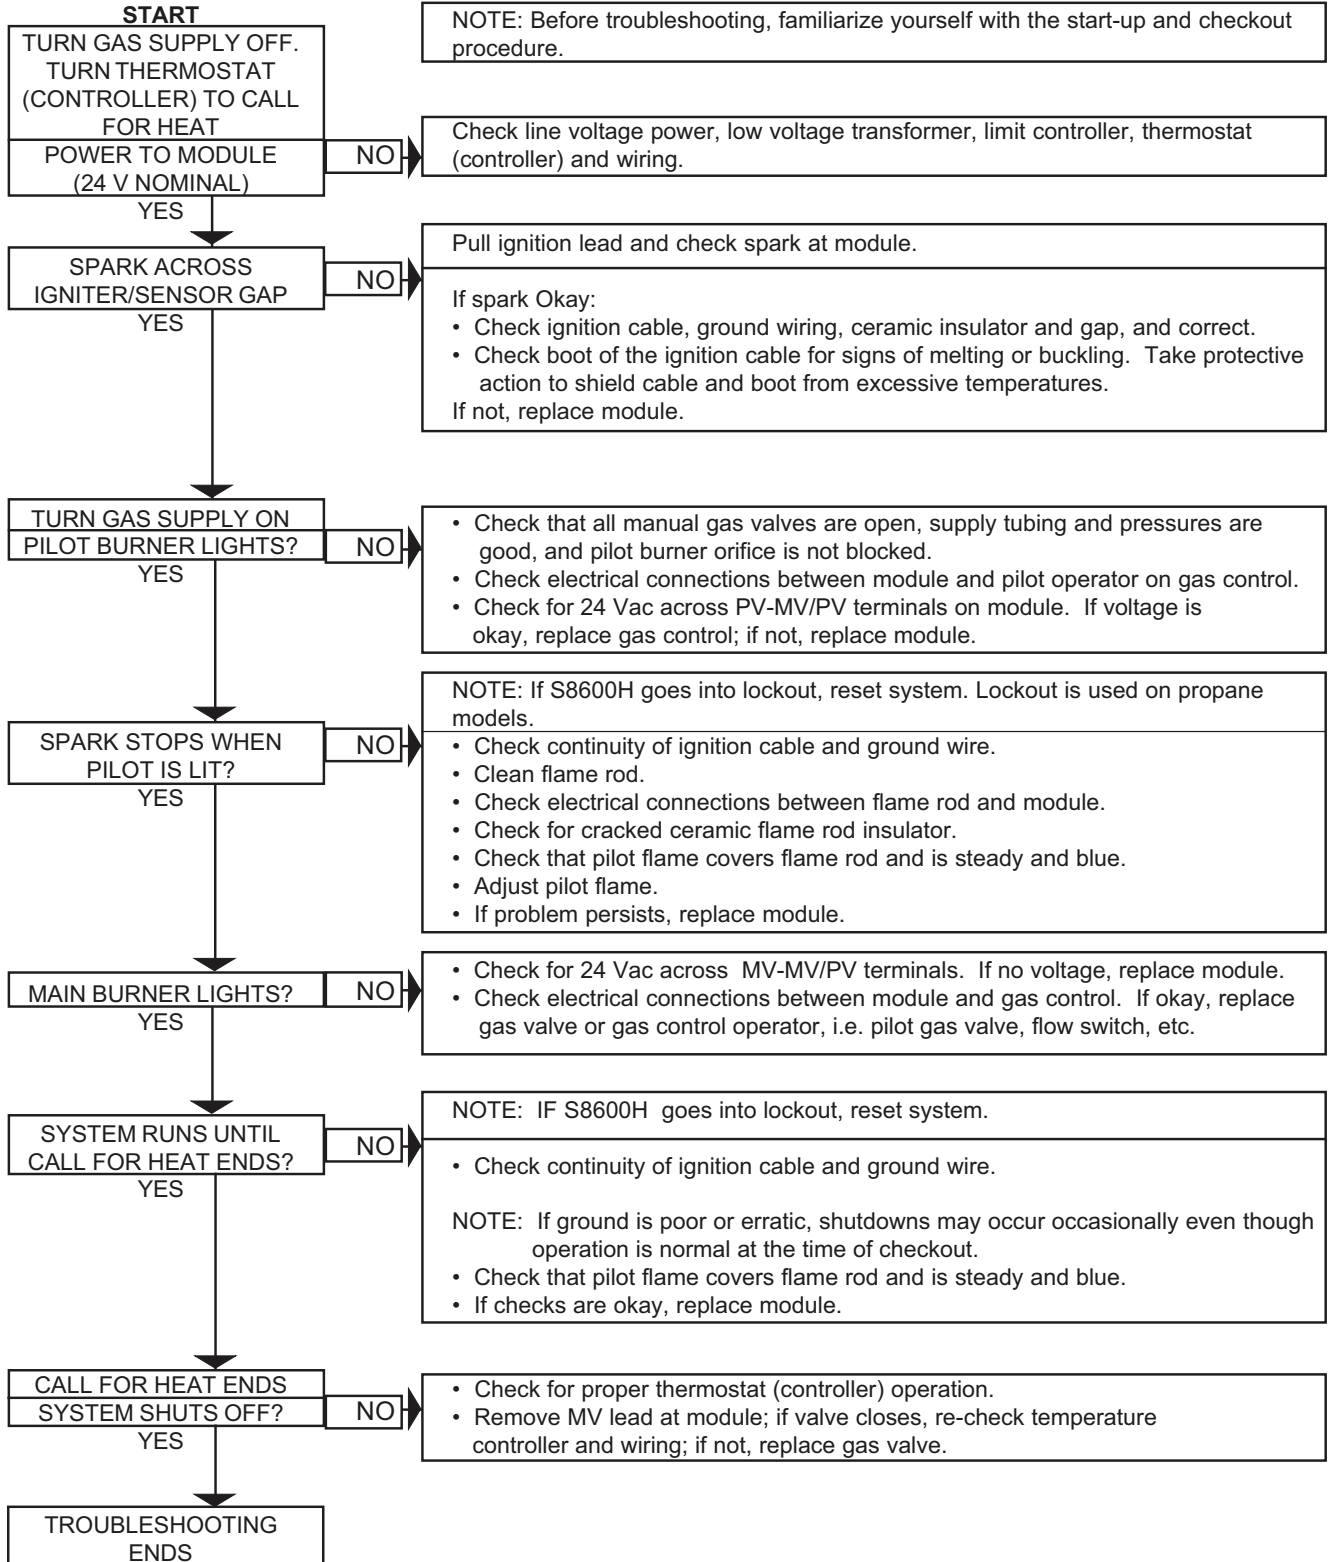 START
TURN GAS SUPPLY OFF.
TURN THERMOSTAT
(CONTROLLER) TO CALL
FOR HEAT
NOTE: Before troubleshooting, familiarize yourself with the start-up and checkout
procedure.
POWER TO MODULE
(24 V NOMINAL)
NO
Check line voltage power, low voltage transformer, limit controller, thermostat
(controller) and wiring.
YES
SPARK ACROSS
IGNITER/SENSOR GAP
NO
Pull ignition lead and check spark at module.
If spark Okay:
• Check ignition cable, ground wiring, ceramic insulator and gap, and correct.
• Check boot of the ignition cable for signs of melting or buckling. Take protective
action to shield cable and boot from excessive temperatures.
If not, replace module.
YES
TURN GAS SUPPLY ON
PILOT BURNER LIGHTS?
NO
• Check that all manual gas valves are open, supply tubing and pressures are
good, and pilot burner orifice is not blocked.
• Check electrical connections between module and pilot operator on gas control.
• Check for 24 Vac across PV-MV/PV terminals on module. If voltage is
okay, replace gas control; if not, replace module.
YES
SPARK STOPS WHEN
PILOT IS LIT?
NO
NOTE: If S8600H goes into lockout, reset system. Lockout is used on propane
models.
• Check continuity of ignition cable and ground wire.
• Clean flame rod.
• Check electrical connections between flame rod and module.
• Check for cracked ceramic flame rod insulator.
• Check that pilot flame covers flame rod and is steady and blue.
• Adjust pilot flame.
• If problem persists, replace module.
YES
MAIN BURNER LIGHTS?
NO
• Check for 24 Vac across MV-MV/PV terminals. If no voltage, replace module.
• Check electrical connections between module and gas control. If okay, replace
gas valve or gas control operator, i.e. pilot gas valve, flow switch, etc.
YES
SYSTEM RUNS UNTIL
CALL FOR HEAT ENDS?
NO
NOTE: IF S8600H goes into lockout, reset system.
• Check continuity of ignition cable and ground wire.
NOTE: If ground is poor or erratic, shutdowns may occur occasionally even though
operation is normal at the time of checkout.
• Check that pilot flame covers flame rod and is steady and blue.
• If checks are okay, replace module.
YES
CALL FOR HEAT ENDS
SYSTEM SHUTS OFF?
NO
• Check for proper thermostat (controller) operation.
• Remove MV lead at module; if valve closes, re-check temperature
controller and wiring; if not, replace gas valve.
YES
TROUBLESHOOTING
ENDS